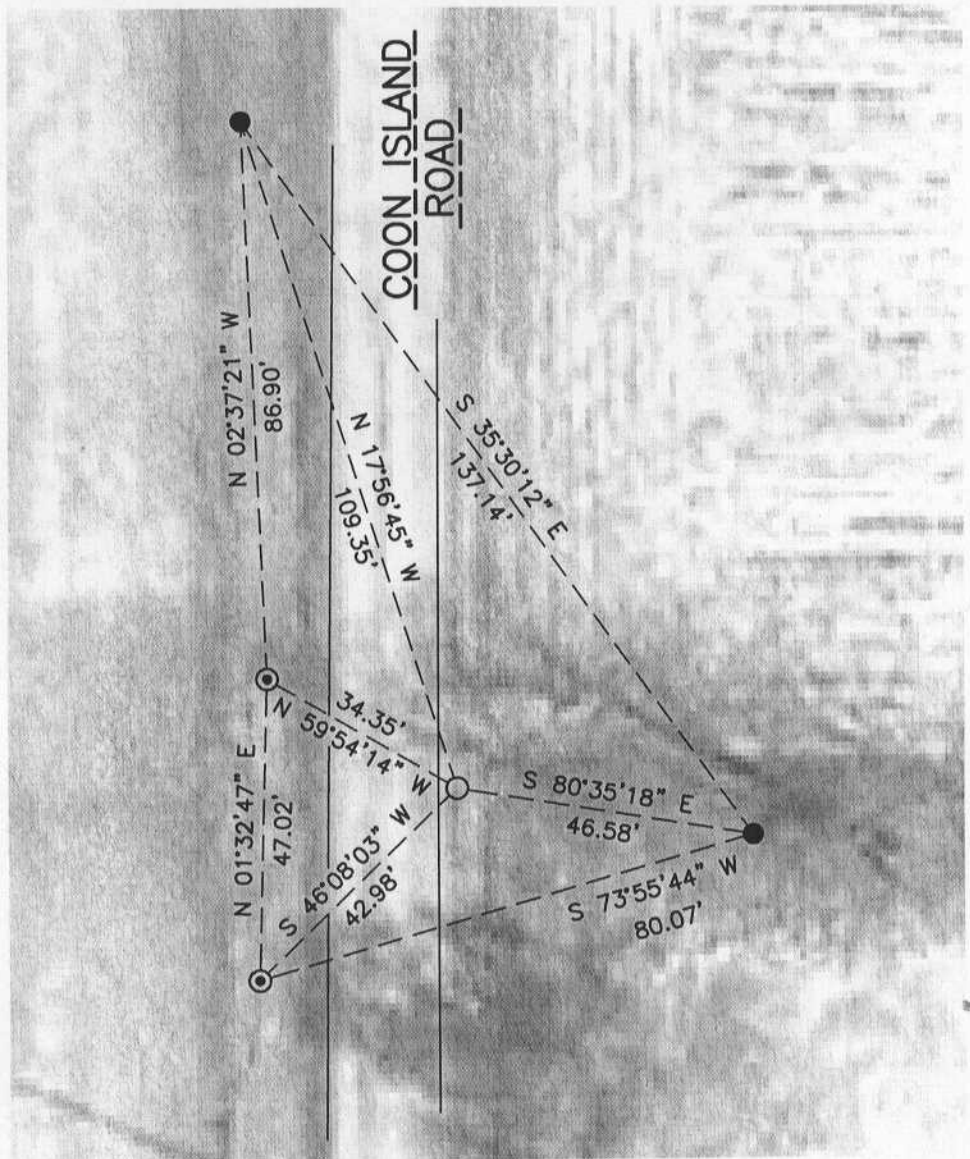 COON ISLAND
ROAD
N 02°37'21" W
86.90'
N 17°56'45" W
109.35'
S 35°30'12" E
137.14'
34.35'
N 59°54'14" W
N 01°32'47" E
47.02'
S 46°08'03" W
42.98'
S 80°35'18" E
46.58'
S 73°55'44" W
80.07'